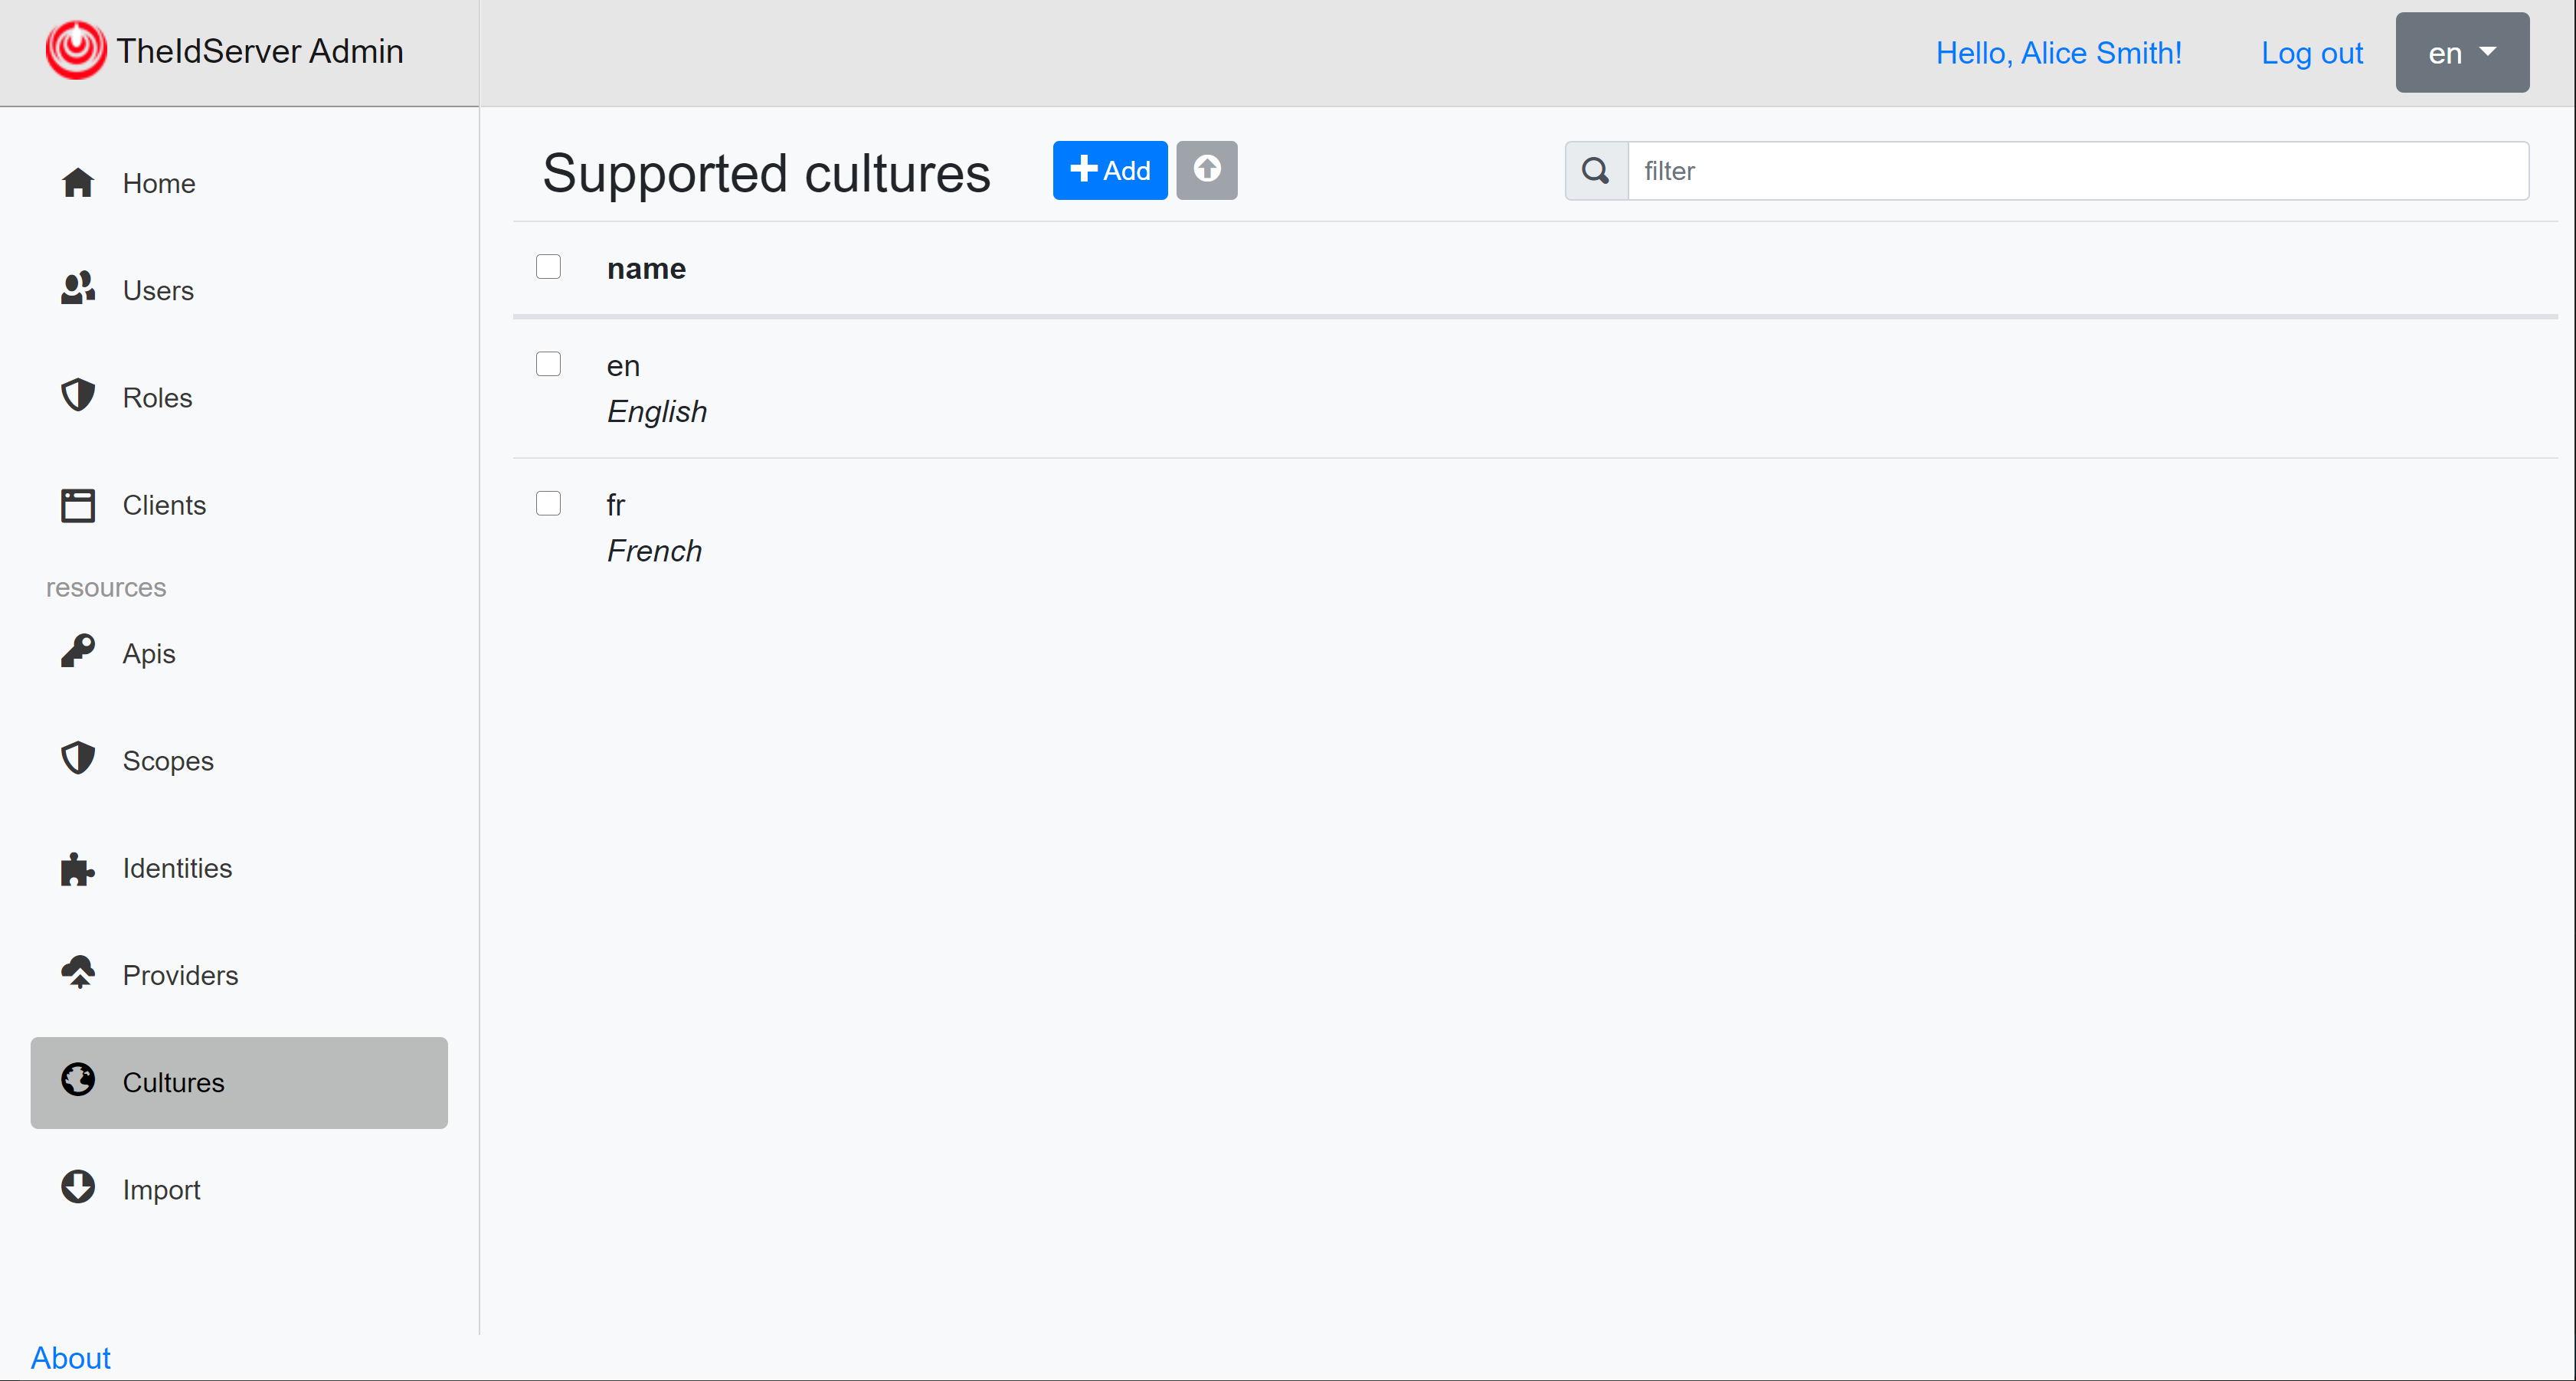 TheIdServer Admin
Hello, Alice Smith!
Log out
en
Home
Users
Roles
Clients
resources
Apis
Scopes
Identities
Providers
Cultures
Import
About
Supported cultures
Add
filter
name
en
English
fr
French